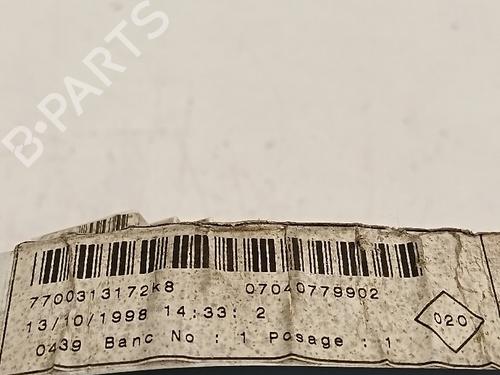 B-PARTS
7700313172K8 07040779902
13/10/1998 14:33: 2
0439 Banc No : 1 Posage : 1
020